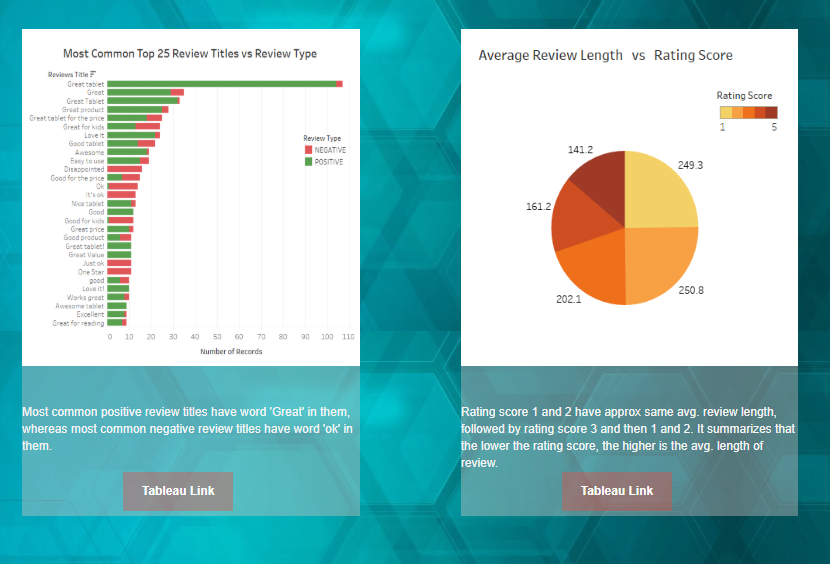 Most Common Top 25 Review Titles vs Review Type
Reviews Title
Great tablet
Great
Great Tablet
Great product
Great tablet for the price
Great for kids
Love it
Good tablet
Awesome
Easy to use
Disappointed
Good for the price
Ok
It's ok
Nice tablet
Good
Good for kids
Great price
Good product
Great tablet!
Great Value
Just ok
One Star
good
Love it!
Works great
Awesome tablet
Excellent
Great for reading
0 10 20 30 40 50 60 70 80 90 100 110
Number of Records
Review Type
NEGATIVE
POSITIVE
Most common positive review titles have word 'Great' in them,
whereas most common negative review titles have word 'ok' in
them.
Tableau Link
Average Review Length vs Rating Score
Rating Score
1 5
141.2
249.3
161.2
202.1
250.8
Rating score 1 and 2 have approx same avg. review length,
followed by rating score 3 and then 1 and 2. It summarizes that
the lower the rating score, the higher is the avg. length of
review.
Tableau Link